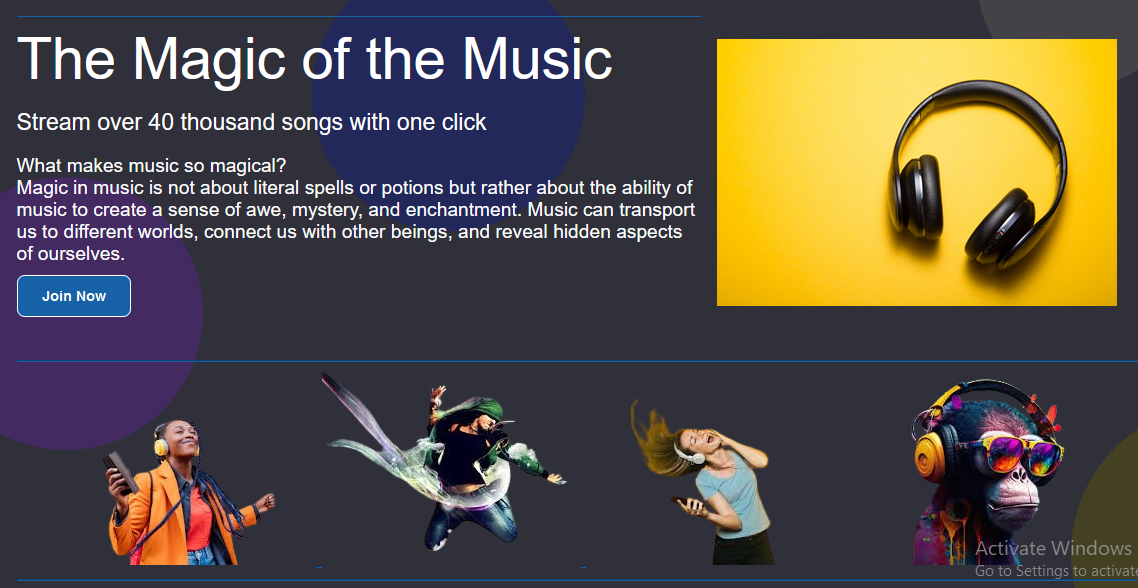 The Magic of the Music
Stream over 40 thousand songs with one click
What makes music so magical?
Magic in music is not about literal spells or potions but rather about the ability of
music to create a sense of awe, mystery, and enchantment. Music can transport
us to different worlds, connect us with other beings, and reveal hidden aspects
of ourselves.
Join Now
Activate Windows
Go to Settings to activate